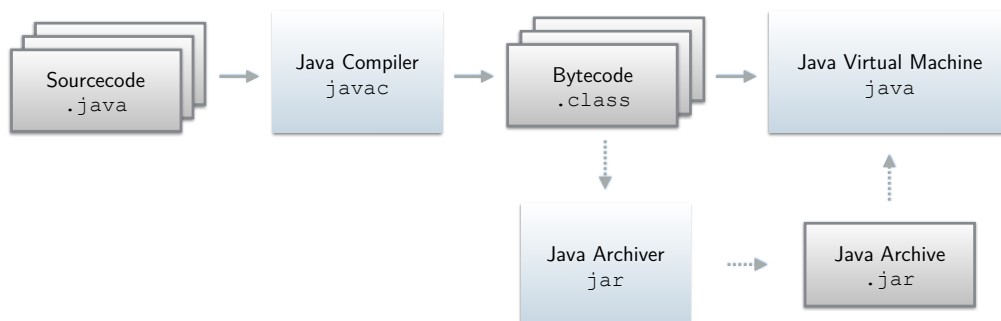 Sourcecode
.java
Java Compiler
javac
Bytecode
.class
Java Virtual Machine
java
Java Archiver
jar
Java Archive
.jar